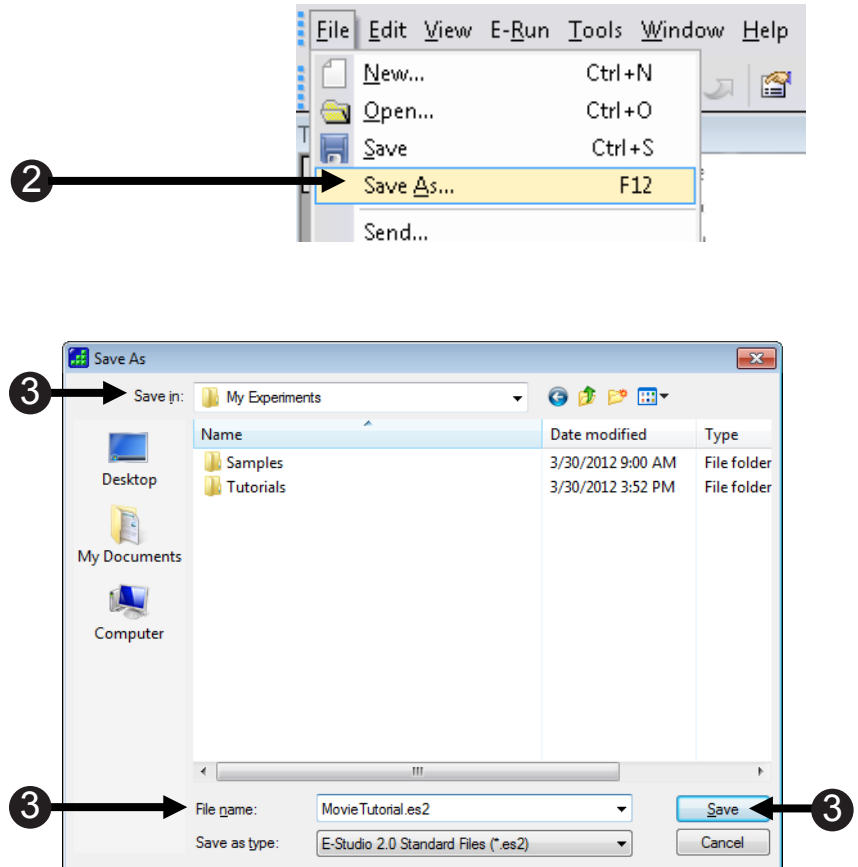 File Edit View E-Run Tools Window Help
New... Ctrl+N
Open... Ctrl+O
Save Ctrl+S
2 Save As... F12
Send...
Save As
3 Save in: My Experiments
Name Date modified Type
Samples 3/30/2012 9:00 AM File folder
Tutorials 3/30/2012 3:52 PM File folder
Desktop
My Documents
Computer
3 File name: MovieTutorial.es2 Save 3
Save as type: E-Studio 2.0 Standard Files (*.es2) Cancel